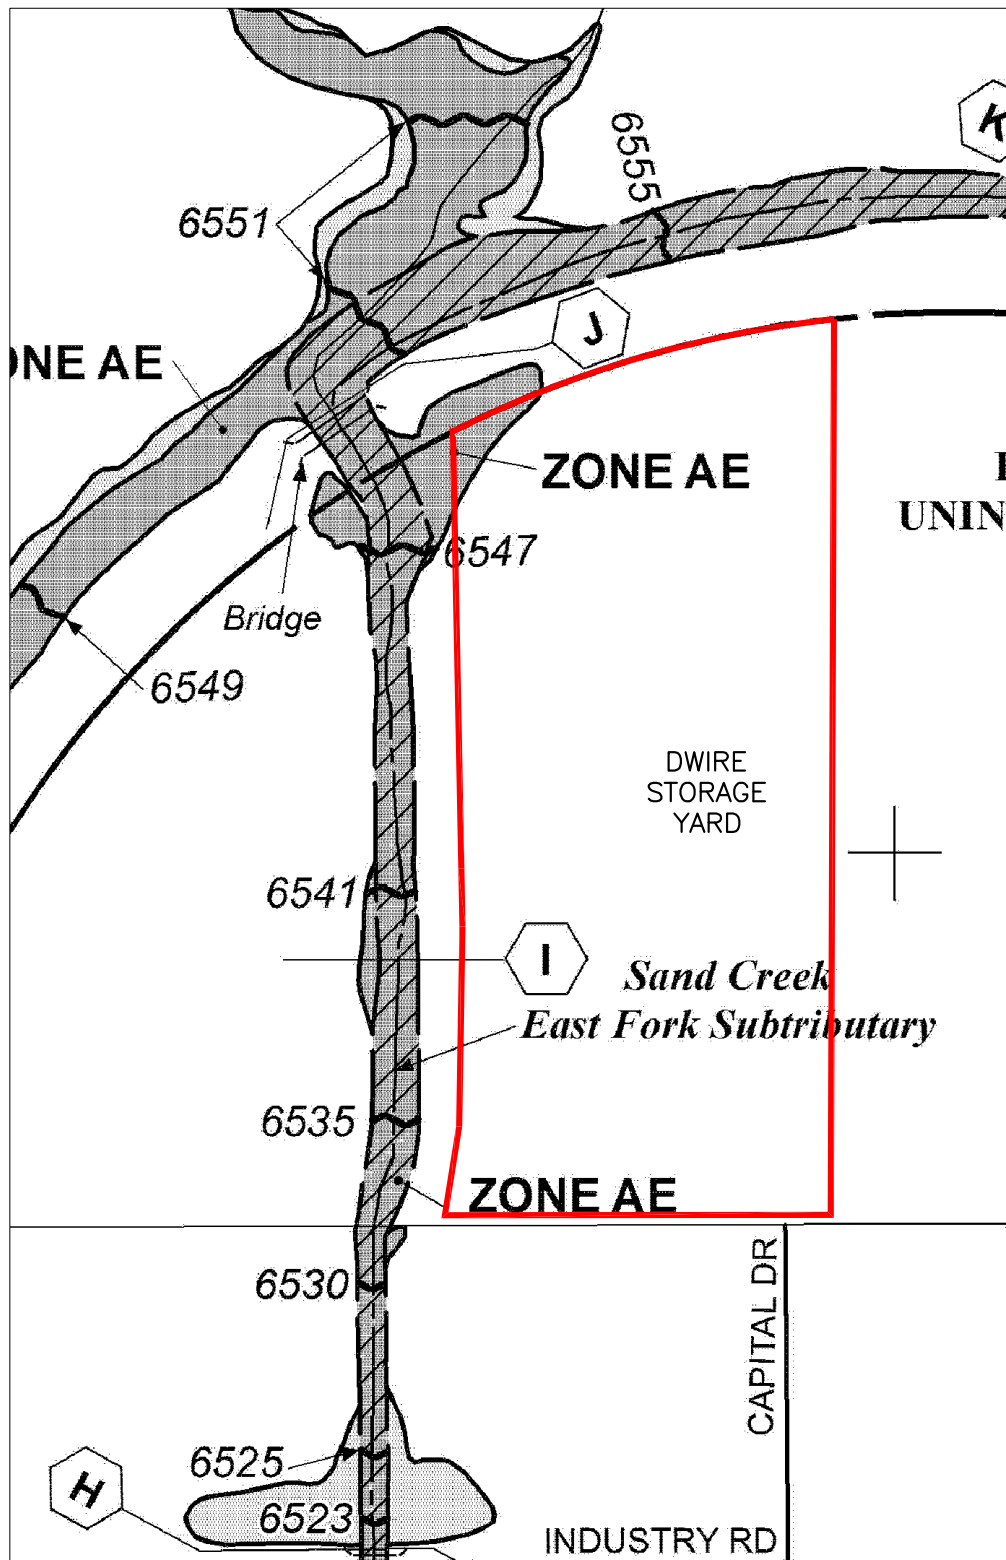 K
6555
6551
J
ONE AE
ZONE AE
UNIN
6547
Bridge
6549
DWIRE
STORAGE
YARD
6541
I
Sand Creek
East Fork Subtributary
6535
ZONE AE
6530
CAPITAL DR
6525
H
6523
INDUSTRY RD